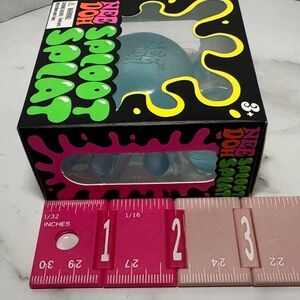 WARNING
NEE
DOH
SPLOOT
SPLAT
3+
NEE
DOH
SPLOOT
SPLAT
1/32
INCHES
1/16
1
2
3
30
29
27
24
22